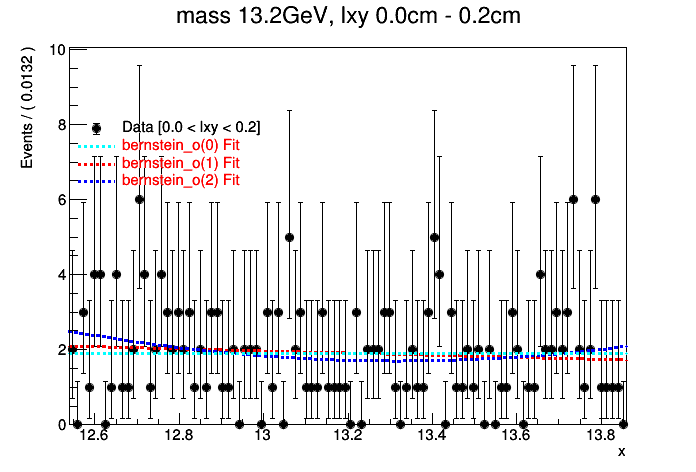 mass 13.2GeV, lxy 0.0cm - 0.2cm
Events / ( 0.0132 )
10
8
6
4
2
0
Data [0.0 < lxy < 0.2]
bernstein_o(0) Fit
bernstein_o(1) Fit
bernstein_o(2) Fit
12.6 12.8 13 13.2 13.4 13.6 13.8
x